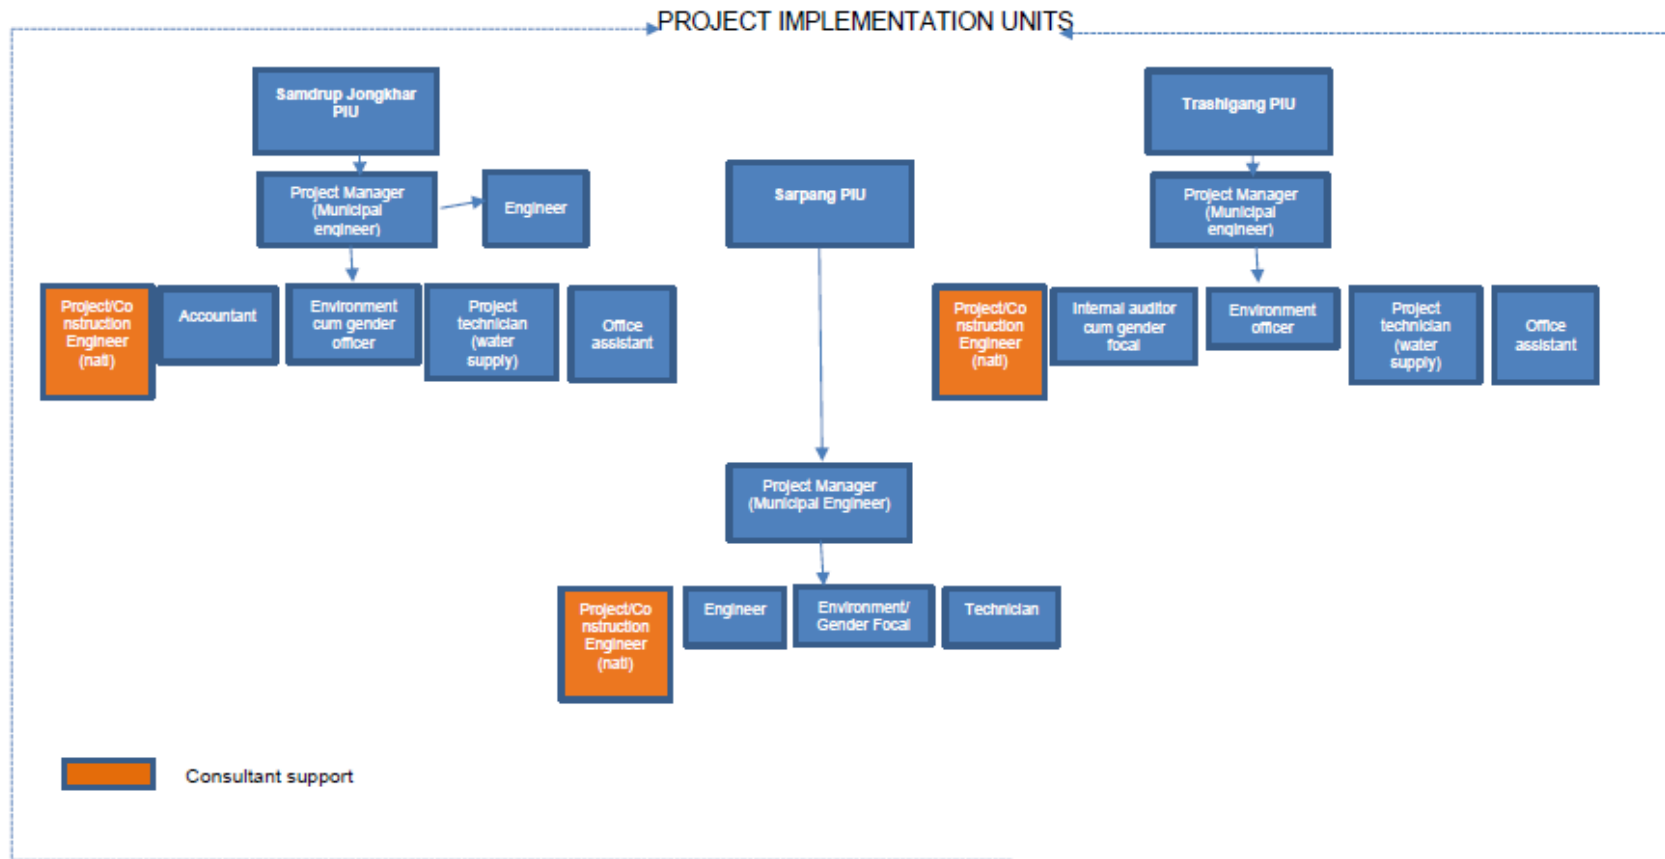 PROJECT IMPLEMENTATION UNITS
Samdrup Jongkhar
PIU
Project Manager
(Municipal
engineer)
Engineer
Project/Co
nstruction
Engineer
(natl)
Accountant
Environment
cum gender
officer
Project
technician
(water
supply)
Office
assistant
Sarpang PIU
Project Manager
(Municipal Engineer)
Project/Co
nstruction
Engineer
(natl)
Engineer
Environment/
Gender Focal
Technician
Trashigang PIU
Project Manager
(Municipal
engineer)
Project/Co
nstruction
Engineer
(natl)
Internal auditor
cum gender
focal
Environment
officer
Project
technician
(water
supply)
Office
assistant
Consultant support